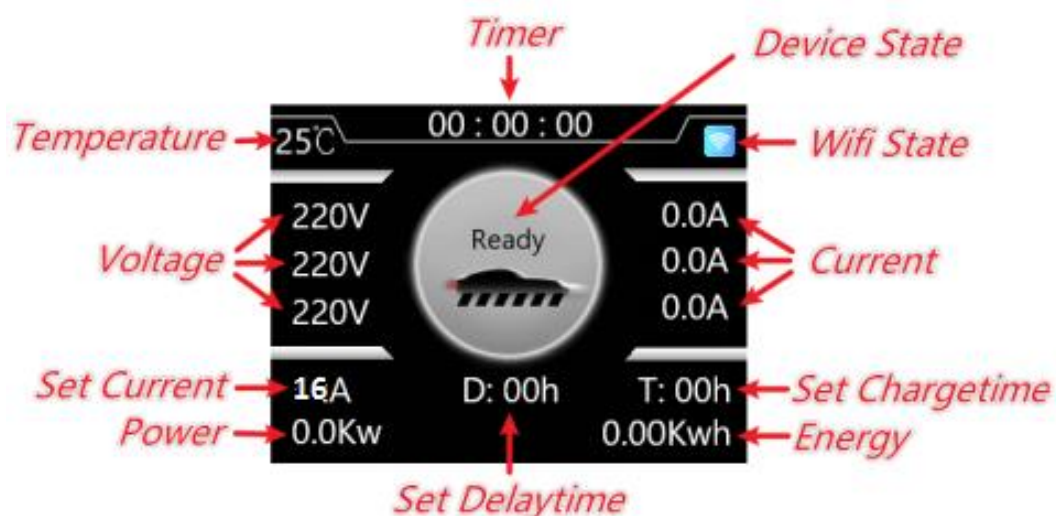 Timer
Device State
Temperature
25℃
00 : 00 : 00
Wifi State
Voltage
220V
220V
220V
Ready
0.0A
0.0A
0.0A
Current
Set Current
16A
D: 00h
T: 00h
Set Chargetime
Power
0.0Kw
0.00Kwh
Energy
Set Delaytime